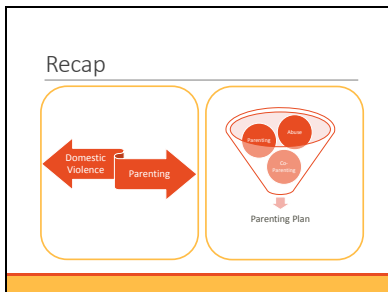 Recap
Domestic
Violence
Parenting
Parenting
Abuse
Co-
Parenting
Parenting Plan